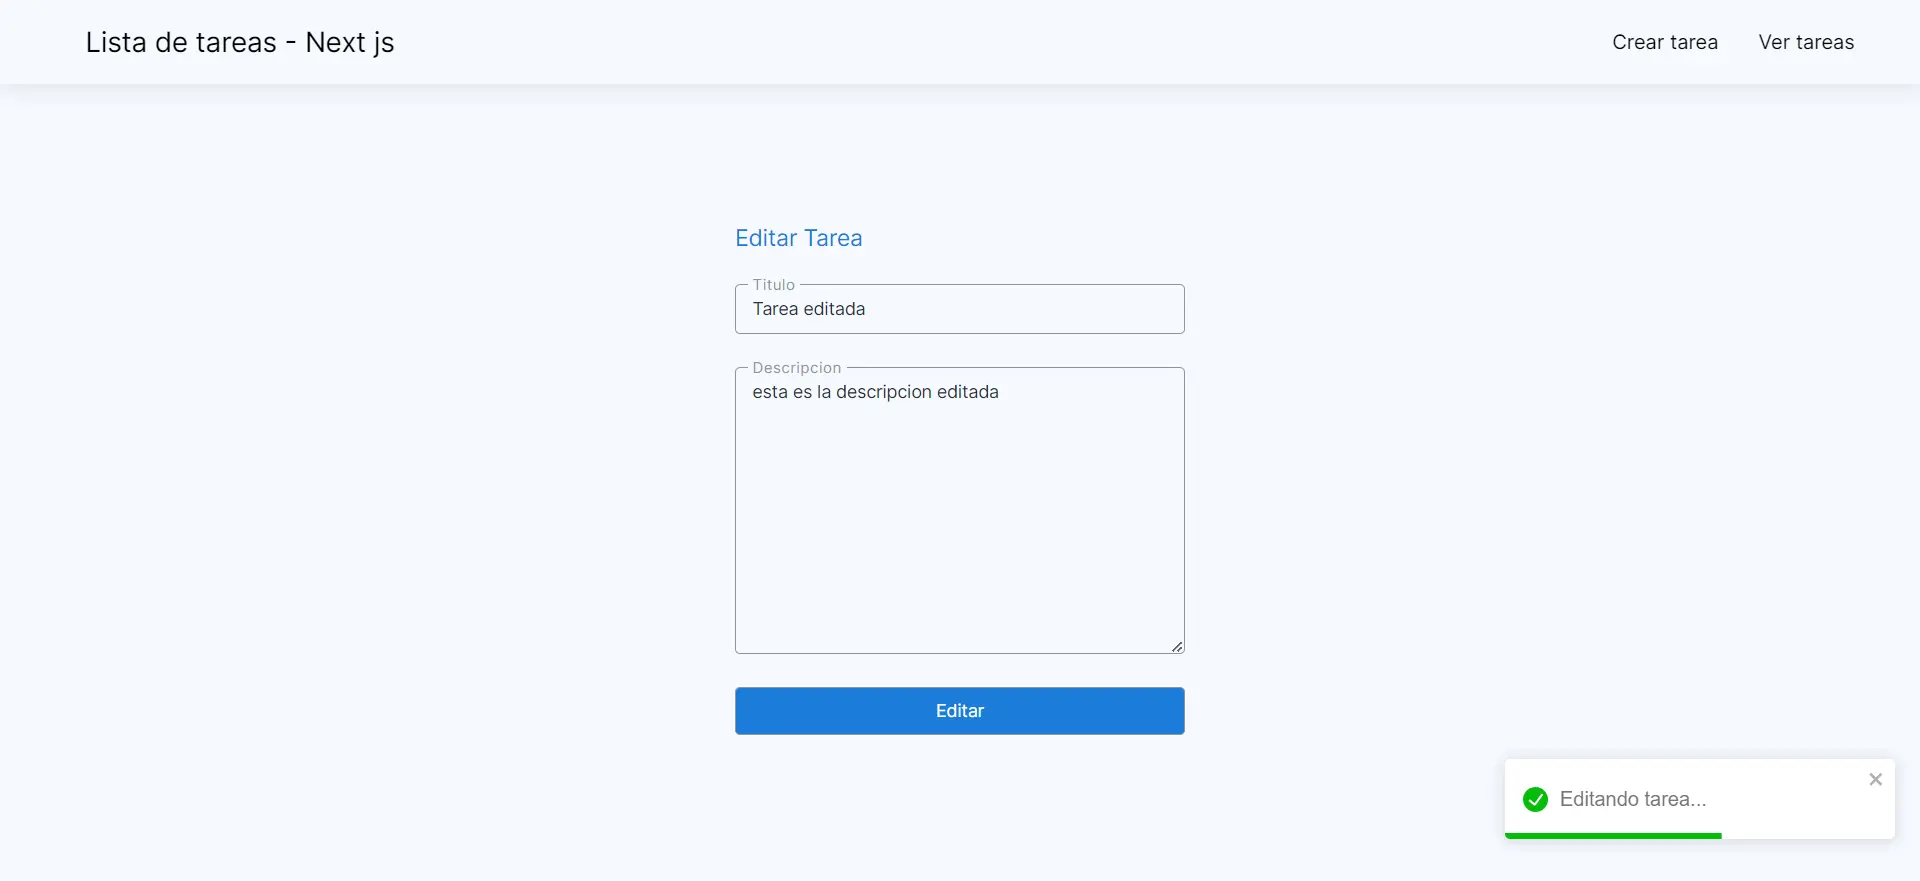 Lista de tareas - Next js
Crear tarea
Ver tareas
Editar Tarea
Titulo
Tarea editada
Descripcion
esta es la descripcion editada
Editar
Editando tarea...